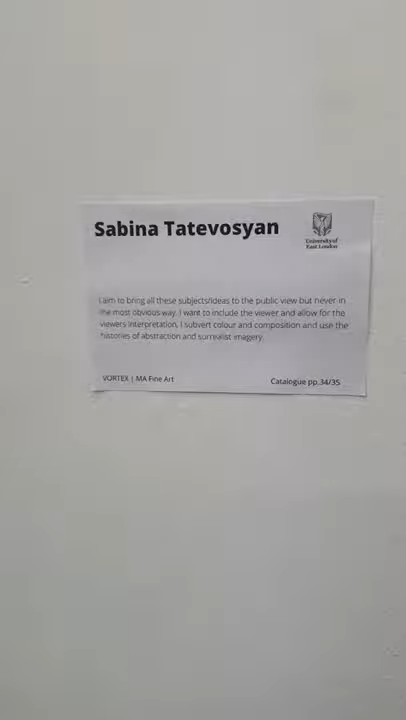 Sabina Tatevosyan
University of
East London
I aim to bring all these subjects/ideas to the public view but never in
the most obvious way. I want to include the viewer and allow for the
viewers interpretation. I subvert colour and composition and use the
histories of abstraction and surrealist imagery.
VORTEX | MA Fine Art
Catalogue pp.34/35